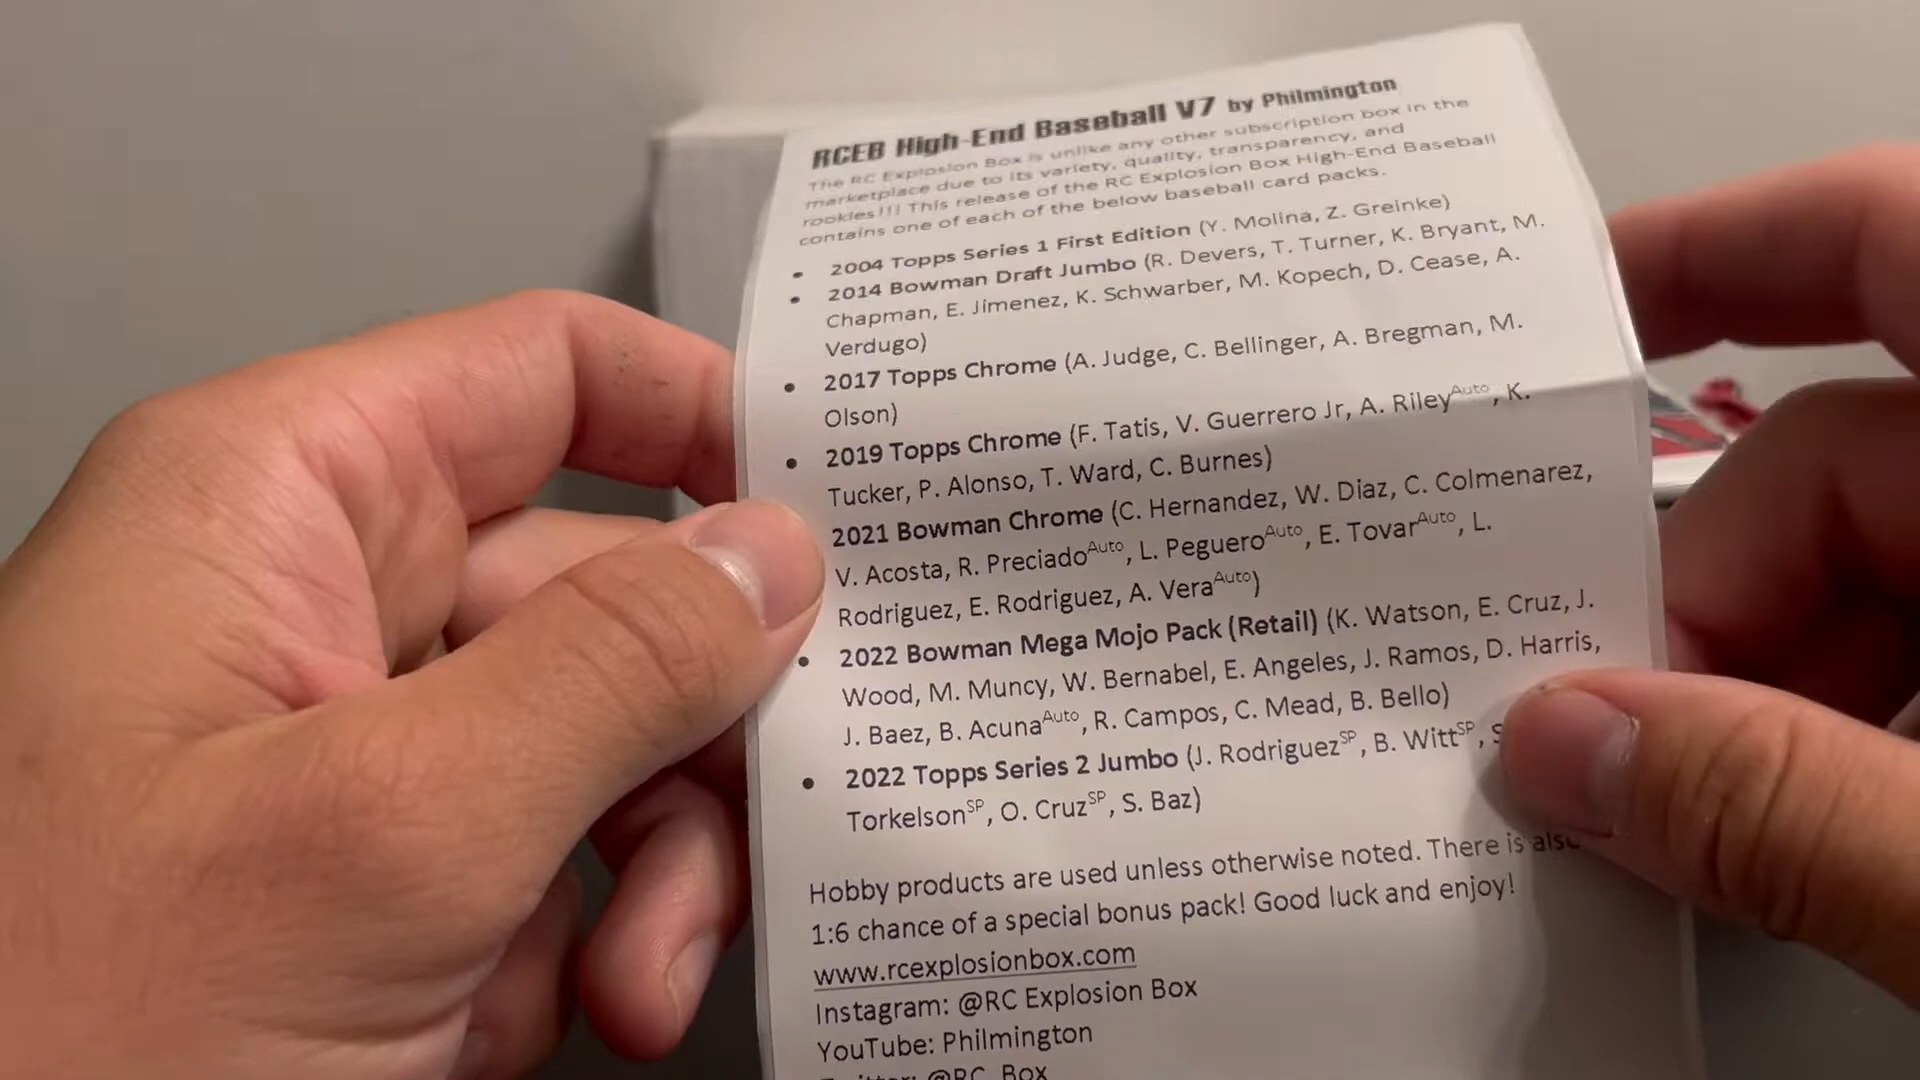 RCEB High-End Baseball V7 by Philmington
The RC Explosion Box is unlike any other subscription box in the
marketplace due to its variety, quality, transparency, and
rookies!!! This release of the RC Explosion Box High-End Baseball
contains one of each of the below baseball card packs.
• 2004 Topps Series 1 First Edition (Y. Molina, Z. Greinke)
• 2014 Bowman Draft Jumbo (R. Devers, T. Turner, K. Bryant, M.
Chapman, E. Jimenez, K. Schwarber, M. Kopech, D. Cease, A.
Verdugo)
• 2017 Topps Chrome (A. Judge, C. Bellinger, A. Bregman, M.
Olson)
• 2019 Topps Chrome (F. Tatis, V. Guerrero Jr, A. Riley Auto, K.
Tucker, P. Alonso, T. Ward, C. Burnes)
2021 Bowman Chrome (C. Hernandez, W. Diaz, C. Colmenarez,
V. Acosta, R. Preciado Auto, L. Peguero Auto, E. Tovar Auto, L.
Rodriguez, E. Rodriguez, A. Vera Auto)
• 2022 Bowman Mega Mojo Pack (Retail) (K. Watson, E. Cruz, J.
Wood, M. Muncy, W. Bernabel, E. Angeles, J. Ramos, D. Harris,
J. Baez, B. Acuna Auto, R. Campos, C. Mead, B. Bello)
• 2022 Topps Series 2 Jumbo (J. Rodriguez SP, B. Witt SP, S
Torkelson SP, O. Cruz SP, S. Baz)
Hobby products are used unless otherwise noted. There is also
1:6 chance of a special bonus pack! Good luck and enjoy!
www.rcexplosionbox.com
Instagram: @RC Explosion Box
YouTube: Philmington
Twitter: @RC_Box